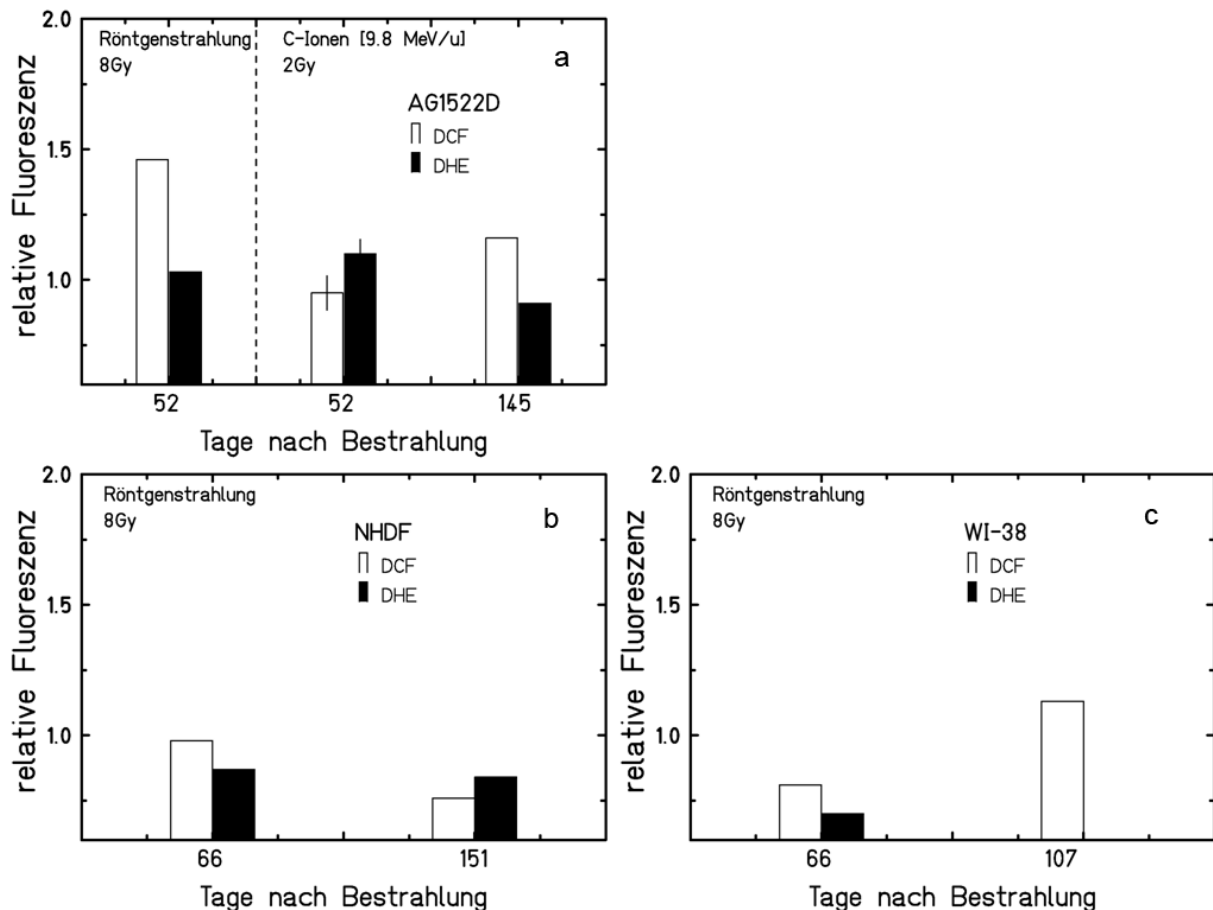 2.0
Röntgenstrahlung
8Gy
C-Ionen [9.8 MeV/u]
2Gy
a
AG1522D
DCF
DHE
1.5
1.0
relative Fluoreszenz
52
52
145
Tage nach Bestrahlung
2.0
Röntgenstrahlung
8Gy
b
NHDF
DCF
DHE
1.5
1.0
relative Fluoreszenz
66
151
Tage nach Bestrahlung
2.0
Röntgenstrahlung
8Gy
c
WI-38
DCF
DHE
1.5
1.0
relative Fluoreszenz
66
107
Tage nach Bestrahlung